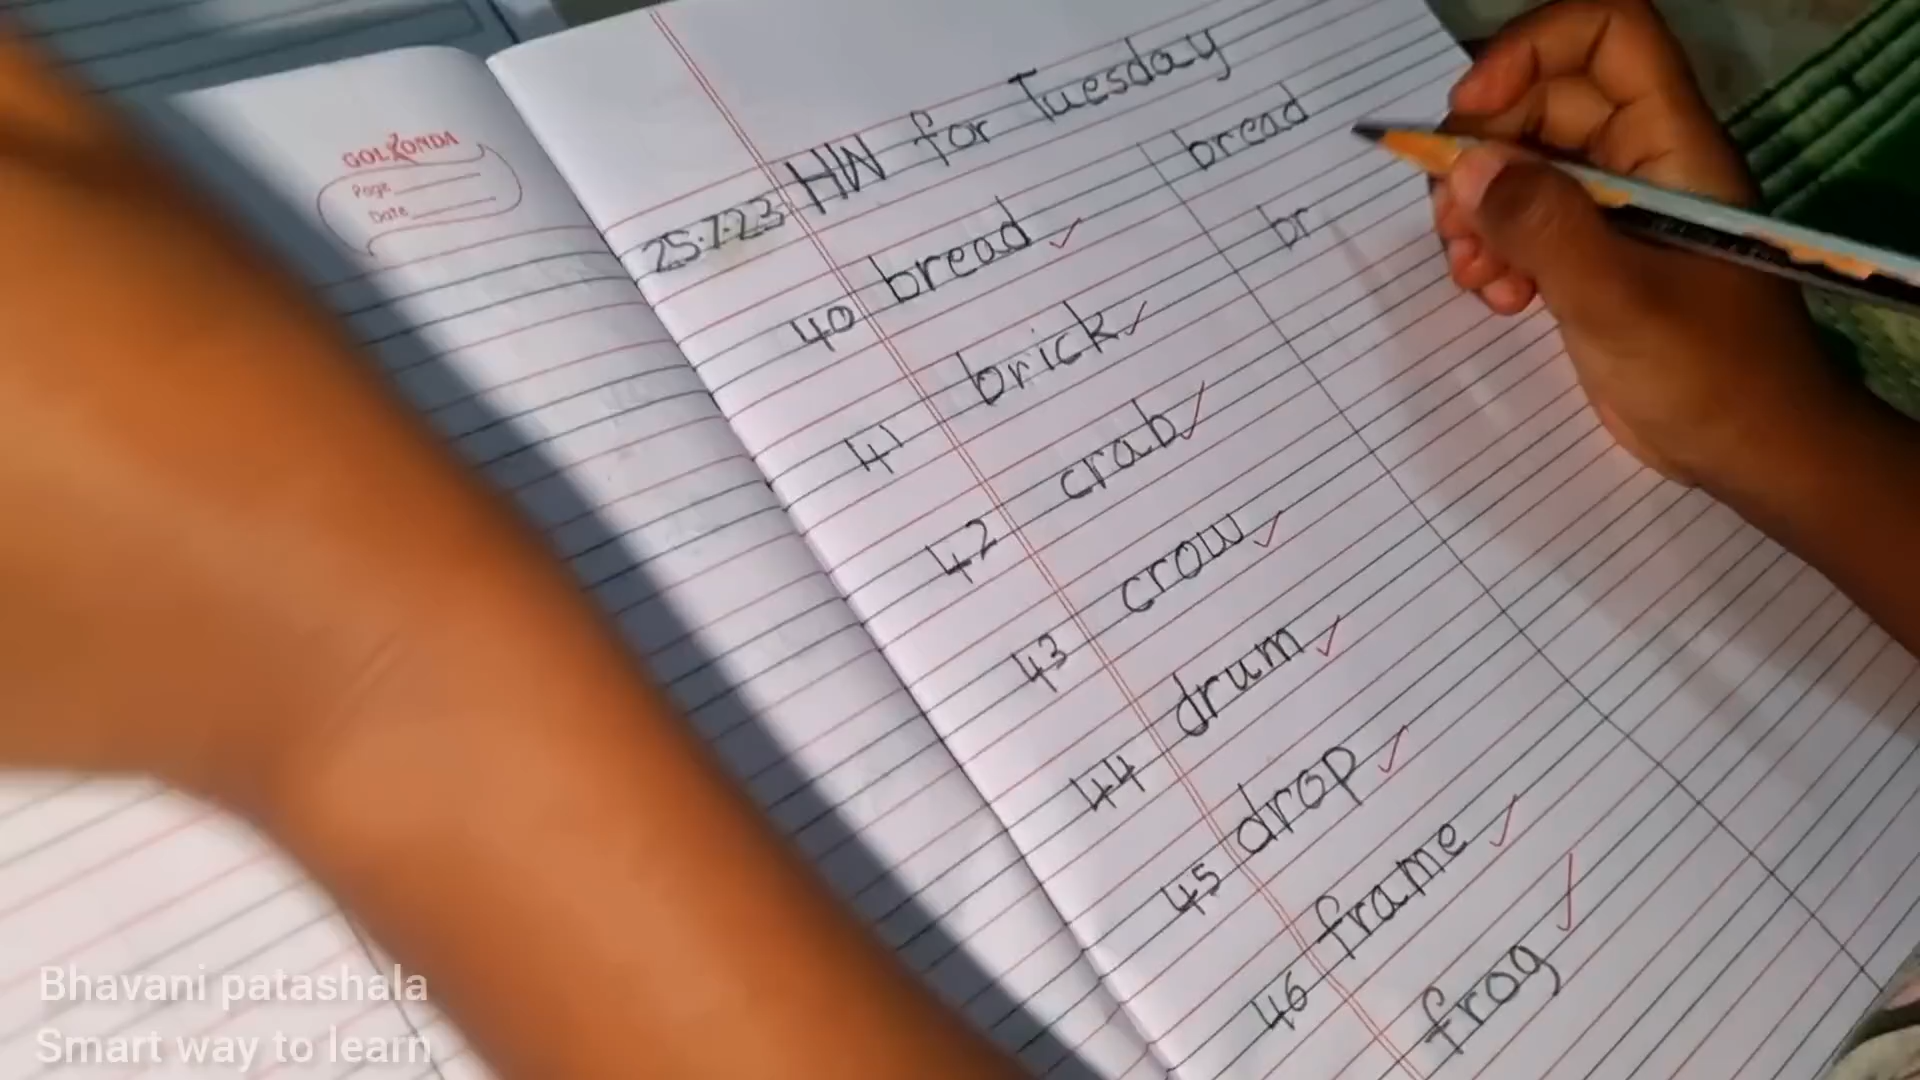 GOLKONDA
Page
Date
HW for Tuesday
25.7.23
bread ✓ bread
40 brick ✓ br
41 crab ✓
42 crow ✓
43 drum ✓
44 drop ✓
45 frame ✓
46 frog ✓
Bhavani patashala
Smart way to learn